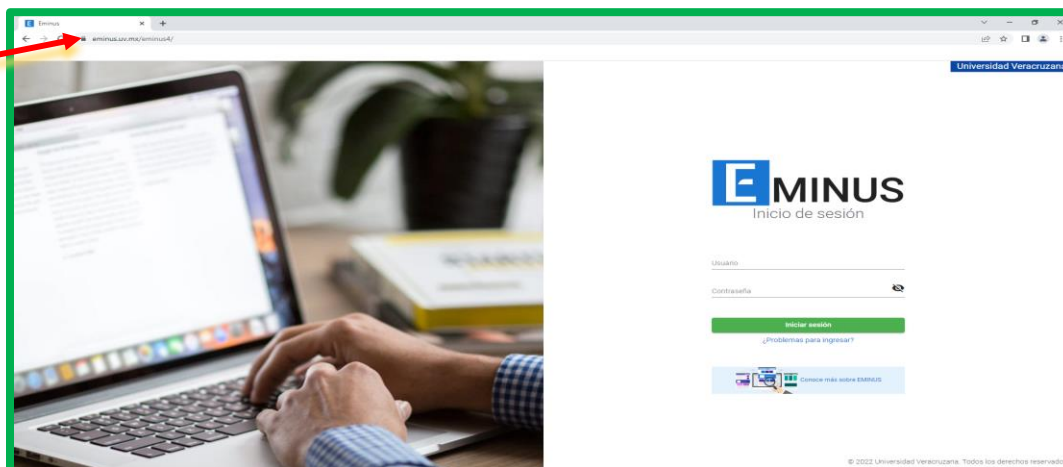 Eminus
eminus.uv.mx/eminus4/
Universidad Veracruzana
EMINUS
Inicio de sesión
Usuario
Contraseña
Iniciar sesión
¿Problemas para ingresar?
Conoce más sobre EMINUS
© 2022 Universidad Veracruzana. Todos los derechos reservado